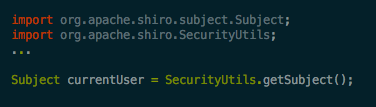 import org.apache.shiro.subject.Subject;
import org.apache.shiro.SecurityUtils;
...
Subject currentUser = SecurityUtils.getSubject();